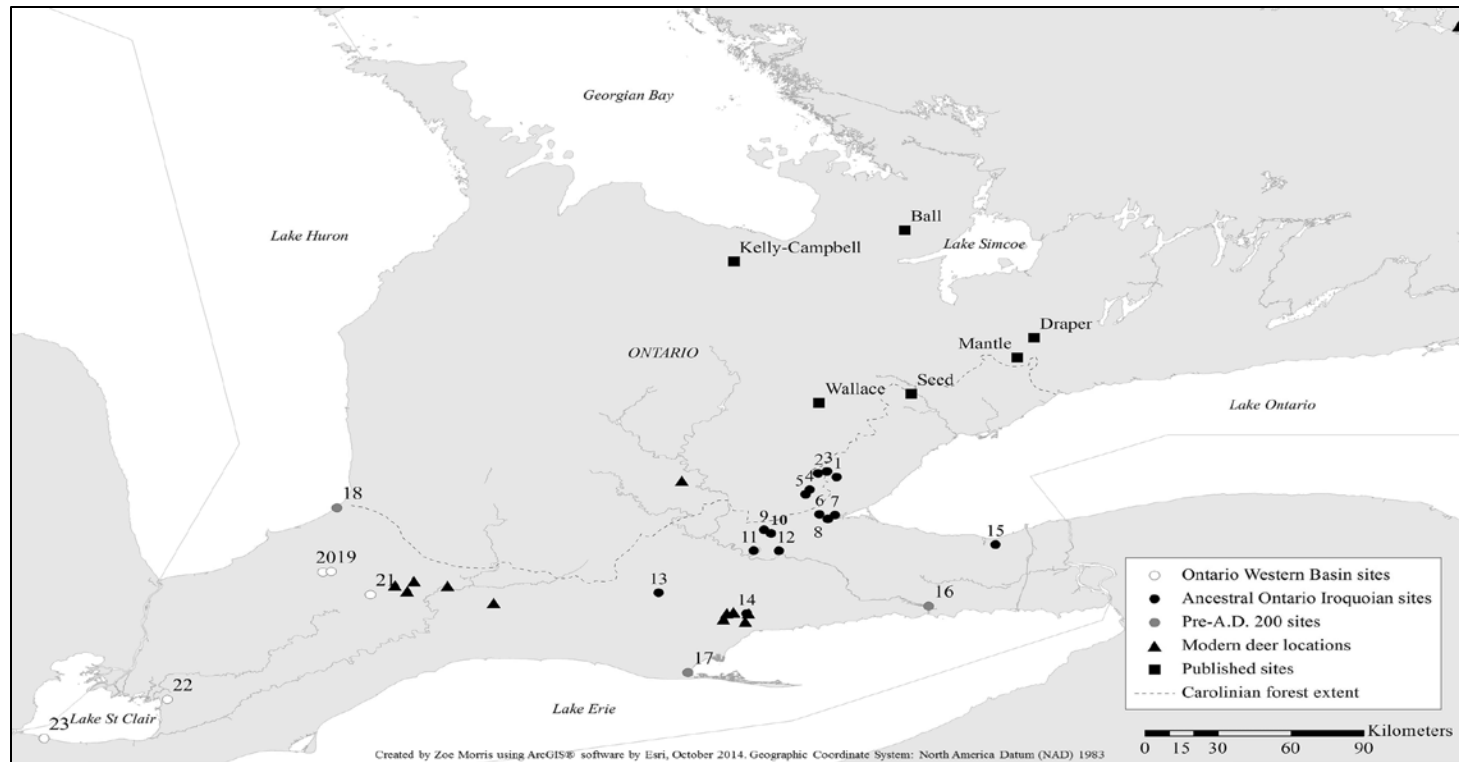 Georgian Bay
Lake Huron
Ball
Lake Simcoe
Kelly-Campbell
Draper
Mantle
ONTARIO
Seed
Wallace
Lake Ontario
23
1
4
5
18
6 7
9 10
8
11 12
15
2019
21
13
14
16
17
22
23
Lake St Clair
Lake Erie
Ontario Western Basin sites
Ancestral Ontario Iroquoian sites
Pre-A.D. 200 sites
Modern deer locations
Published sites
Carolinian forest extent
Kilometers
0 15 30 60 90
Created by Zoe Morris using ArcGIS® software by Esri, October 2014. Geographic Coordinate System: North America Datum (NAD) 1983